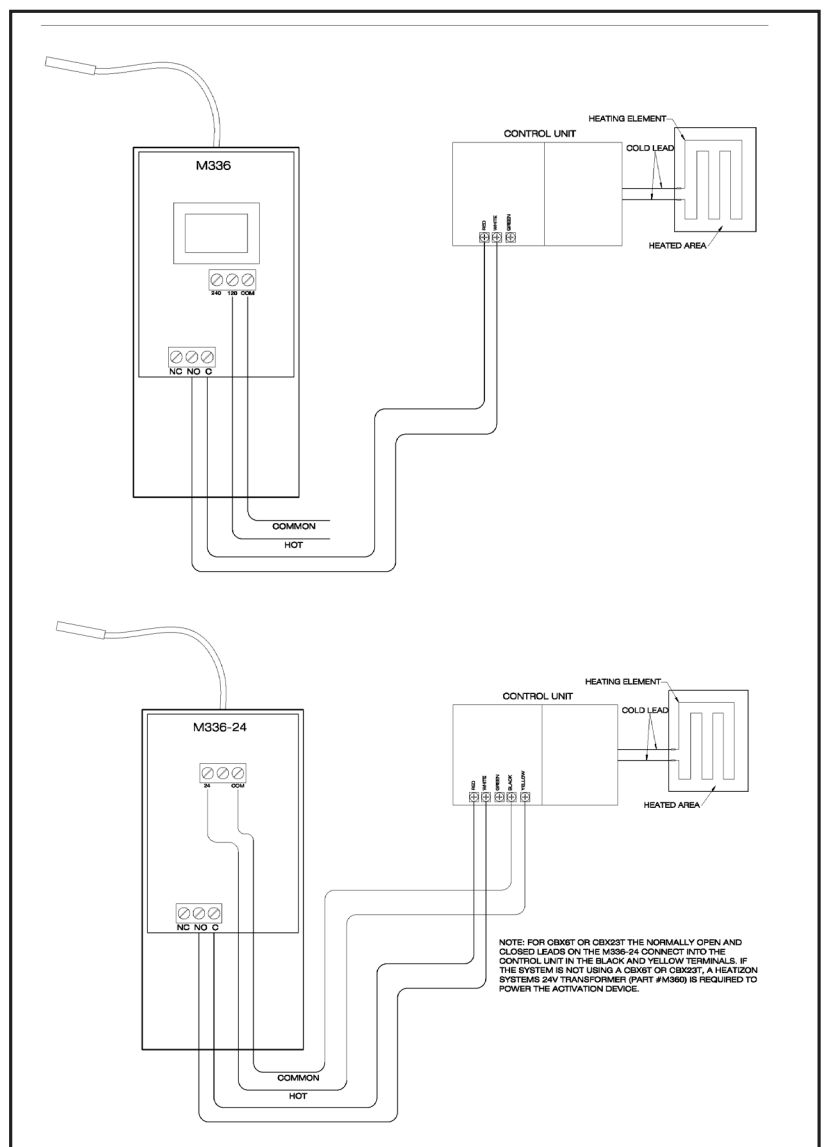 M336
240 120 COM
NC NO C
COMMON
HOT
CONTROL UNIT
RED
WHITE
GREEN
HEATING ELEMENT
COLD LEAD
HEATED AREA
M336-24
24 COM
NC NO C
COMMON
HOT
CONTROL UNIT
RED
WHITE
GREEN
BLACK
YELLOW
HEATING ELEMENT
COLD LEAD
HEATED AREA
NOTE: FOR CBX6T OR CBX23T THE NORMALLY OPEN AND
CLOSED LEADS ON THE M336-24 CONNECT INTO THE
CONTROL UNIT IN THE BLACK AND YELLOW TERMINALS. IF
THE SYSTEM IS NOT USING A CBX6T OR CBX23T, A HEATIZON
SYSTEMS 24V TRANSFORMER (PART #M360) IS REQUIRED TO
POWER THE ACTIVATION DEVICE.